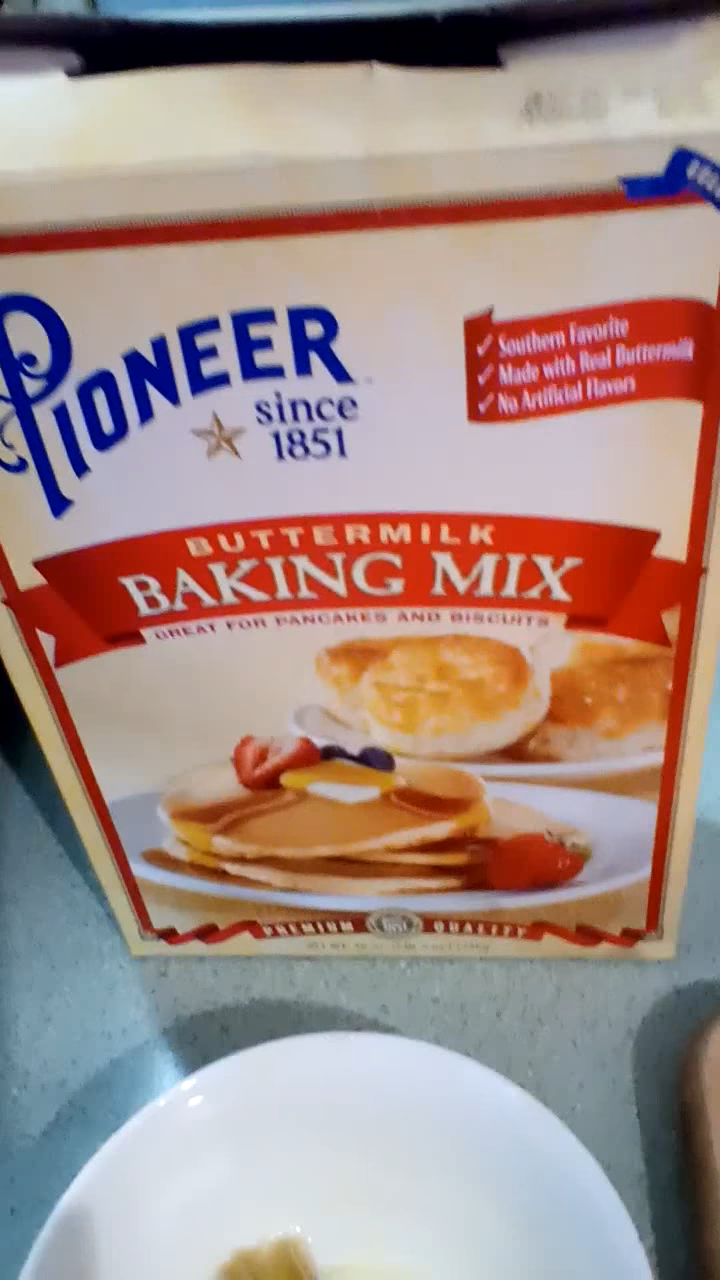 PIONEER
since
1851
✓ Southern Favorite
✓ Made with Real Buttermilk
✓ No Artificial Flavors
BUTTERMILK
BAKING MIX
GREAT FOR PANCAKES AND BISCUITS
PREMIUM QUALITY